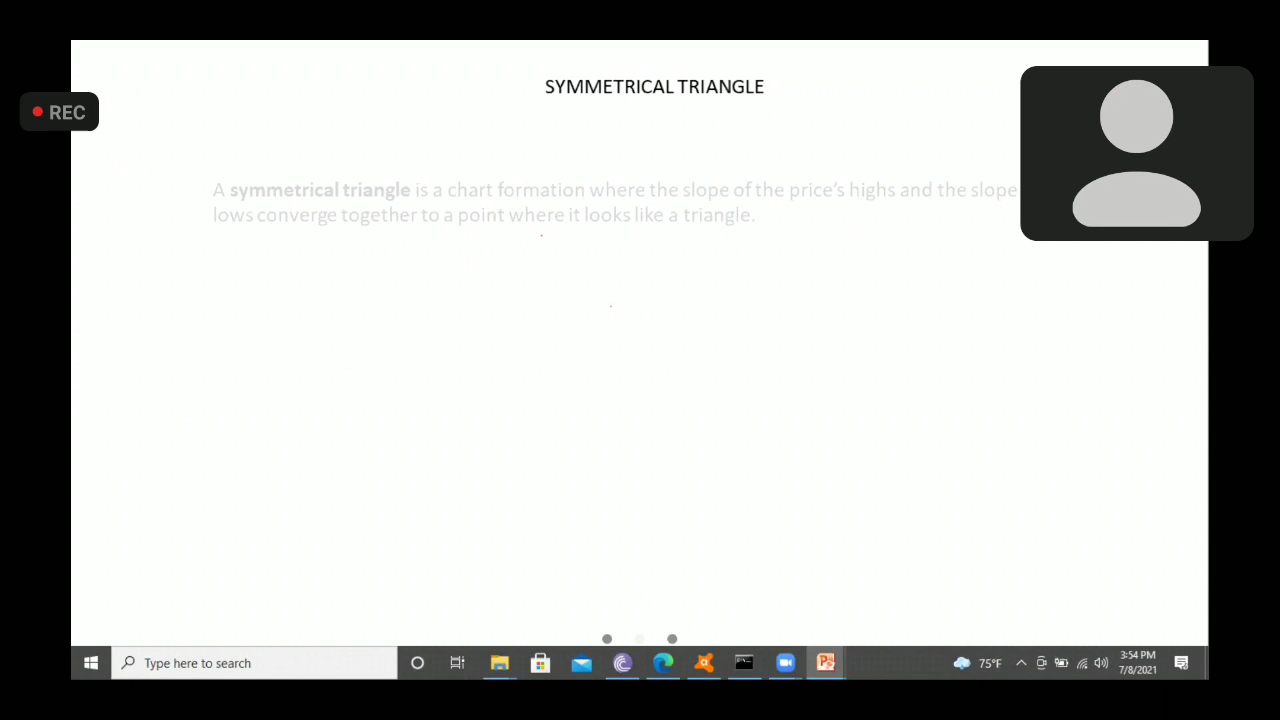 SYMMETRICAL TRIANGLE
REC
A symmetrical triangle is a chart formation where the slope of the price's highs and the slope
lows converge together to a point where it looks like a triangle.
Type here to search
75°F
3:54 PM
7/8/2021